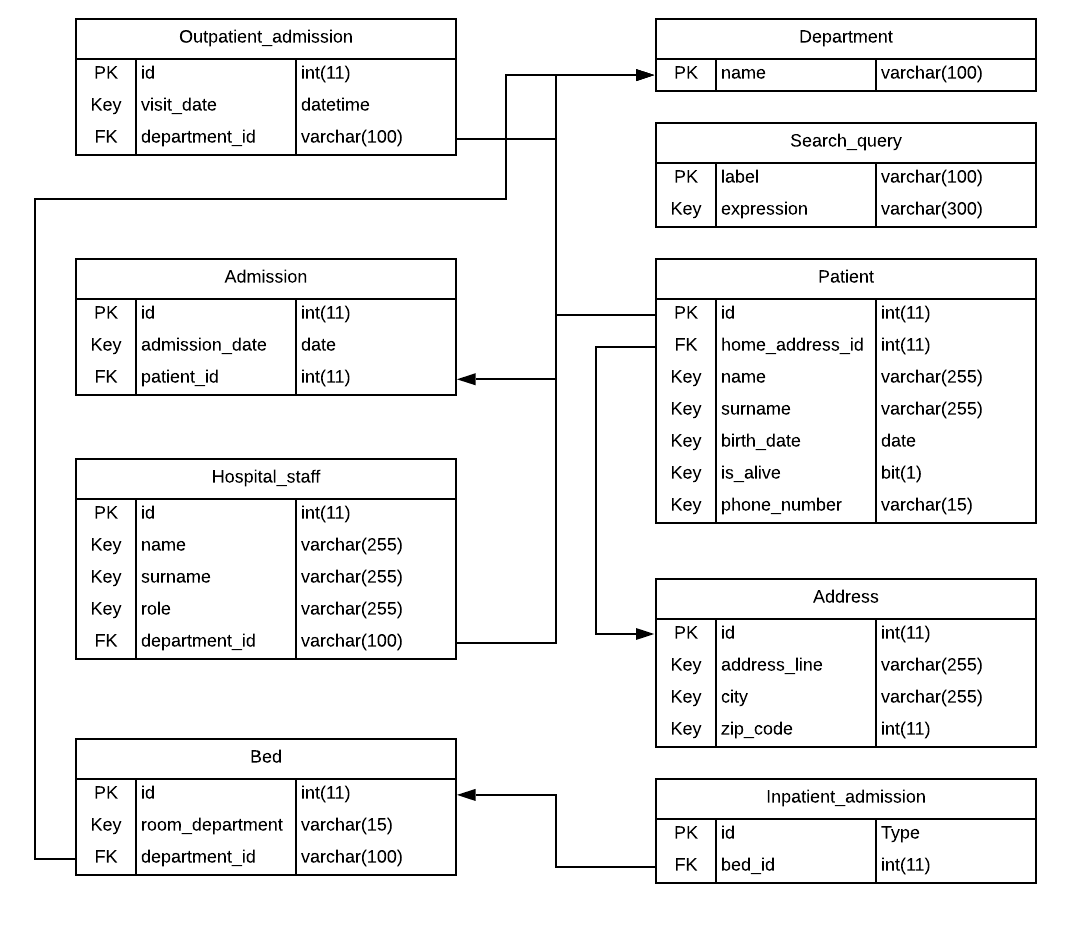 Outpatient_admission
PK id int(11)
Key visit_date datetime
FK department_id varchar(100)
Department
PK name varchar(100)
Search_query
PK label varchar(100)
Key expression varchar(300)
Admission
PK id int(11)
Key admission_date date
FK patient_id int(11)
Patient
PK id int(11)
FK home_address_id int(11)
Key name varchar(255)
Key surname varchar(255)
Key birth_date date
Key is_alive bit(1)
Key phone_number varchar(15)
Hospital_staff
PK id int(11)
Key name varchar(255)
Key surname varchar(255)
Key role varchar(255)
FK department_id varchar(100)
Address
PK id int(11)
Key address_line varchar(255)
Key city varchar(255)
Key zip_code int(11)
Bed
PK id int(11)
Key room_department varchar(15)
FK department_id varchar(100)
Inpatient_admission
PK id Type
FK bed_id int(11)